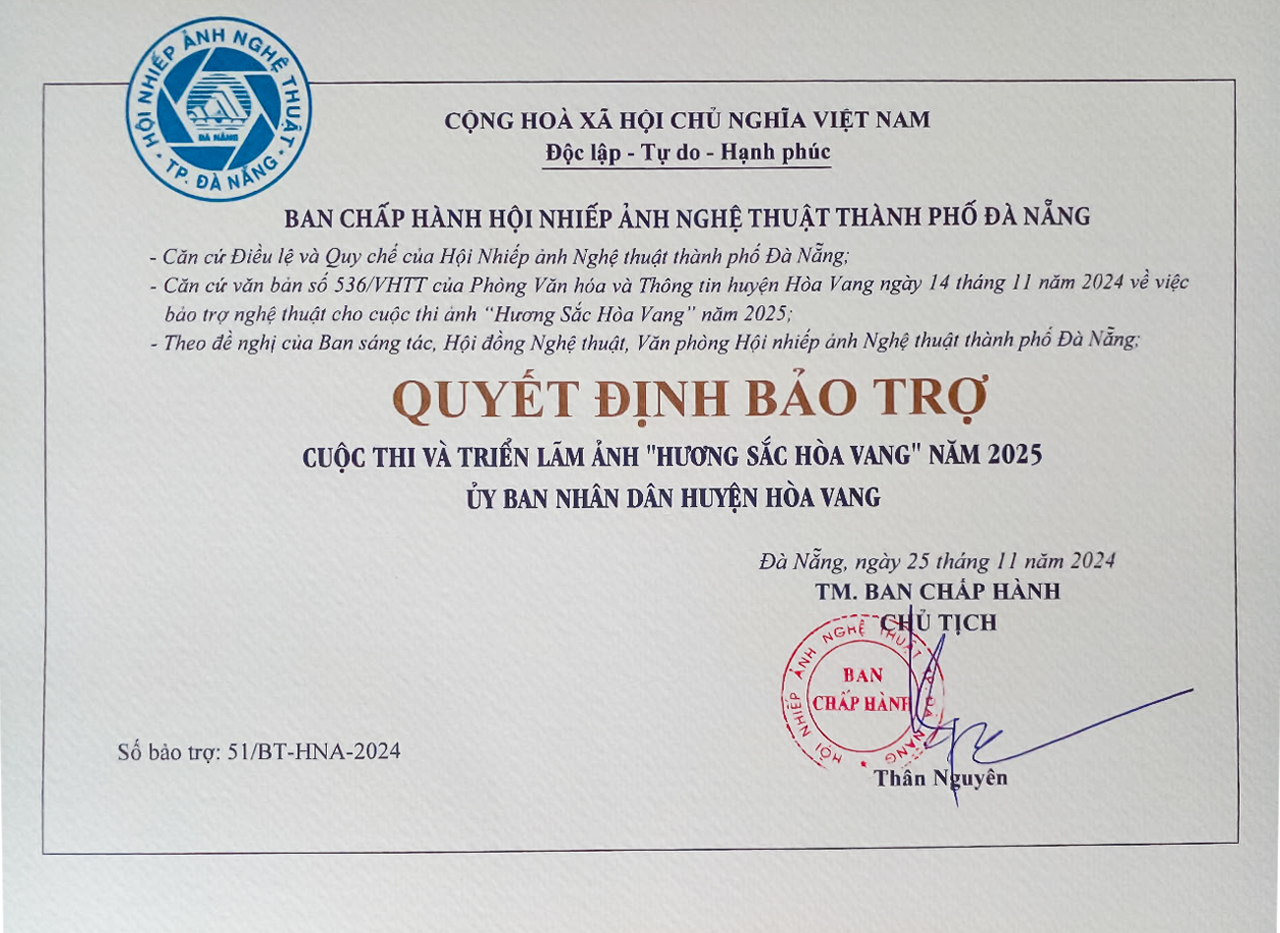 HỘI NHIẾP ẢNH NGHỆ THUẬT
ĐÀ NẴNG
• TP. ĐÀ NẴNG •
CỘNG HOÀ XÃ HỘI CHỦ NGHĨA VIỆT NAM
Độc lập - Tự do - Hạnh phúc
BAN CHẤP HÀNH HỘI NHIẾP ẢNH NGHỆ THUẬT THÀNH PHỐ ĐÀ NẴNG
- Căn cứ Điều lệ và Quy chế của Hội Nhiếp ảnh Nghệ thuật thành phố Đà Nẵng;
- Căn cứ văn bản số 536/VHTT của Phòng Văn hóa và Thông tin huyện Hòa Vang ngày 14 tháng 11 năm 2024 về việc
bảo trợ nghệ thuật cho cuộc thi ảnh “Hương Sắc Hòa Vang” năm 2025;
- Theo đề nghị của Ban sáng tác, Hội đồng Nghệ thuật, Văn phòng Hội nhiếp ảnh Nghệ thuật thành phố Đà Nẵng;
QUYẾT ĐỊNH BẢO TRỢ
CUỘC THI VÀ TRIỂN LÃM ẢNH "HƯƠNG SẮC HÒA VANG" NĂM 2025
ỦY BAN NHÂN DÂN HUYỆN HÒA VANG
Đà Nẵng, ngày 25 tháng 11 năm 2024
TM. BAN CHẤP HÀNH
CHỦ TỊCH
HỘI NHIẾP ẢNH NGHỆ THUẬT TP. ĐÀ NẴNG
BAN
CHẤP HÀNH
Số bảo trợ: 51/BT-HNA-2024
Thân Nguyên